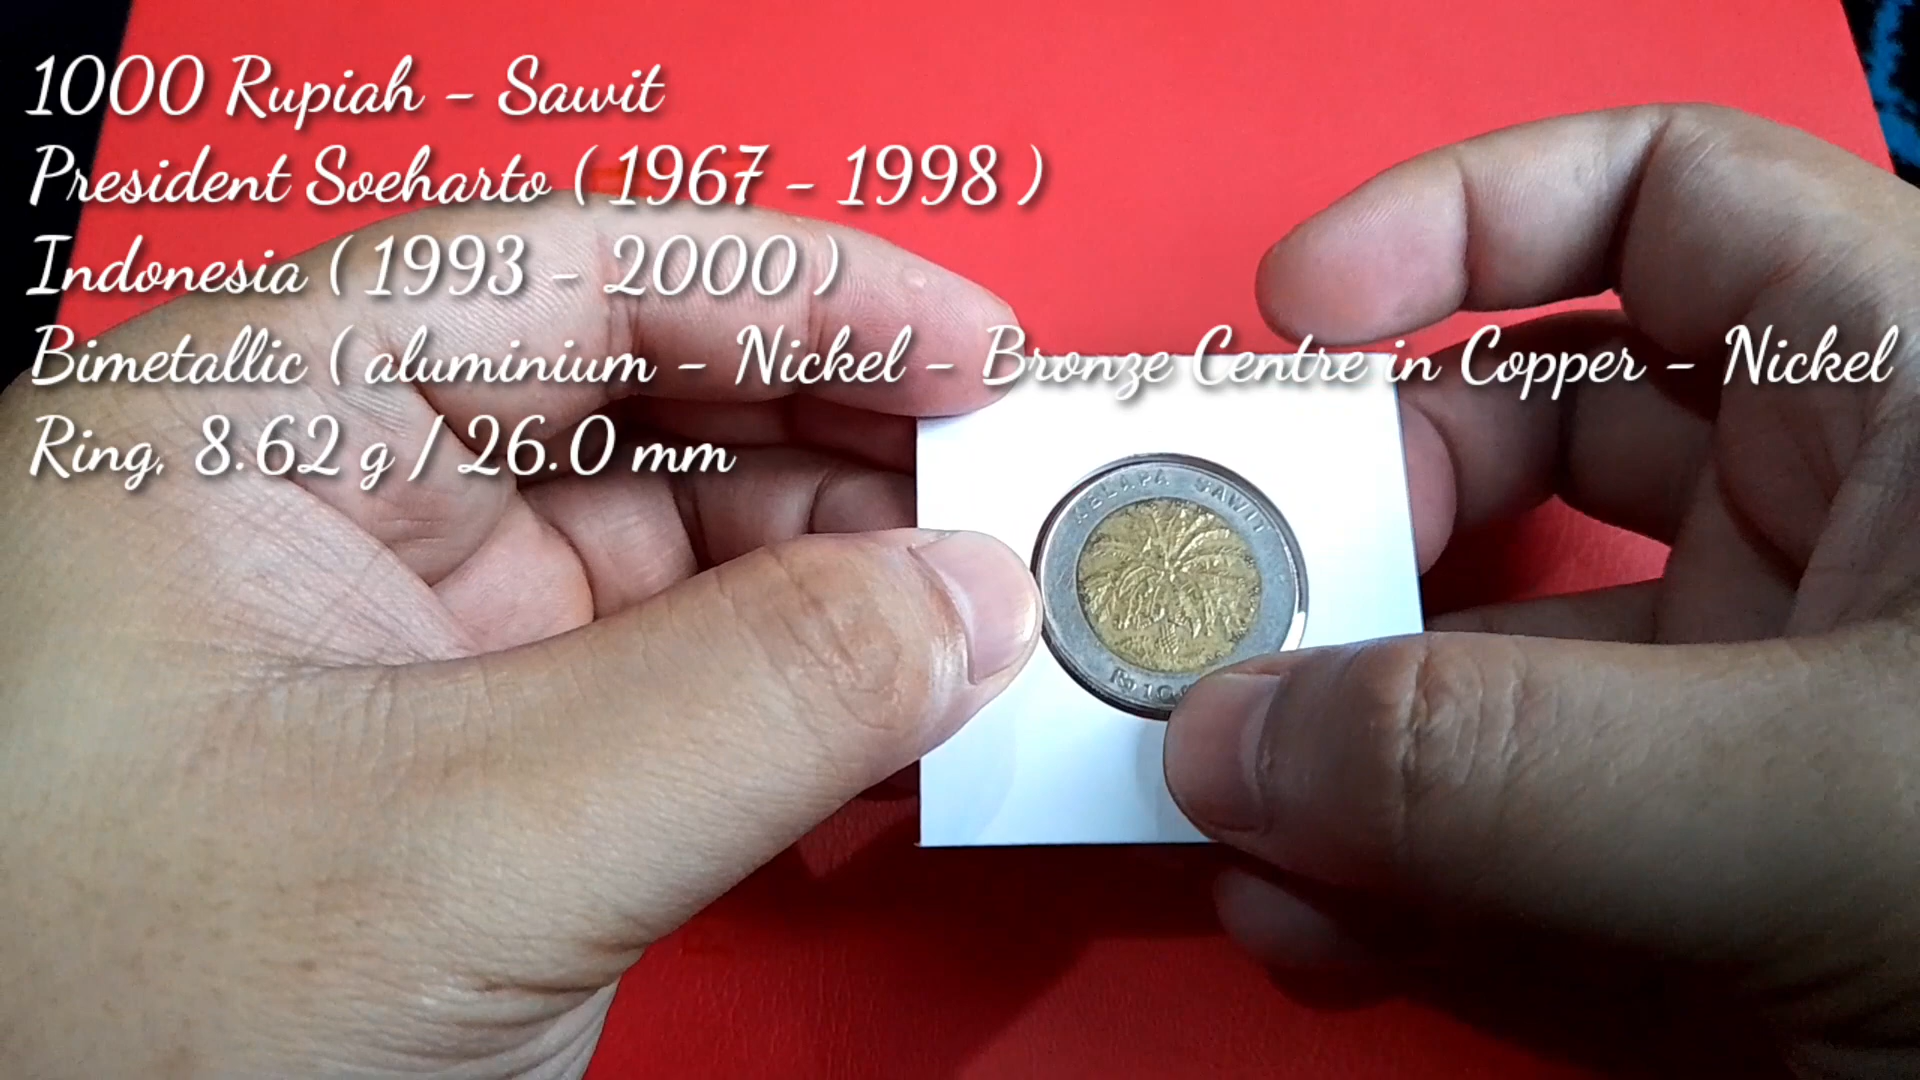 1000 Rupiah - Sawit
President Soeharto ( 1967 - 1998 )
Indonesia ( 1993 - 2000 )
Bimetallic ( aluminium - Nickel - Bronze Centre in Copper - Nickel
Ring, 8.62 g / 26.0 mm
KELAPA SAWIT
Rp